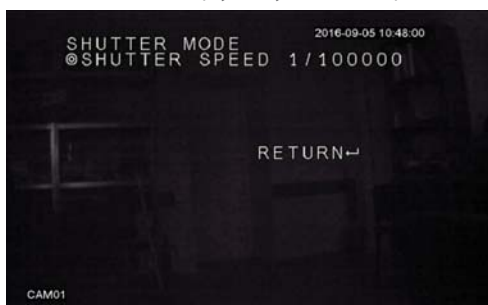 2016-09-05 10:48:00
SHUTTER MODE
◎SHUTTER SPEED 1/100000
RETURN↵
CAM01